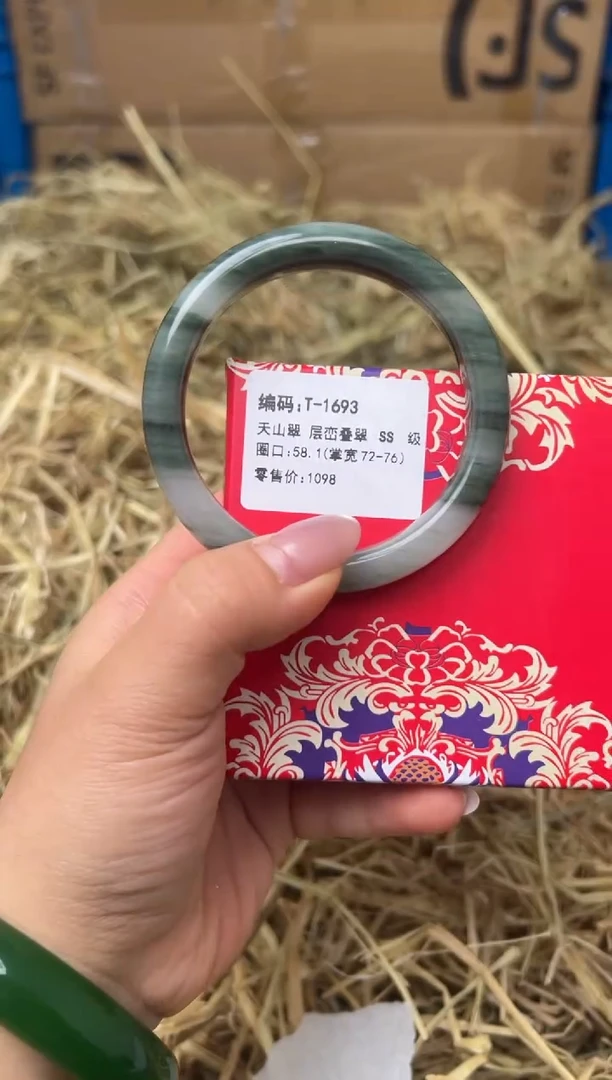 SF
编码:T-1693
天山翠 层峦叠翠 SS 级
圈口:58.1(掌宽72-76)
零售价:1098